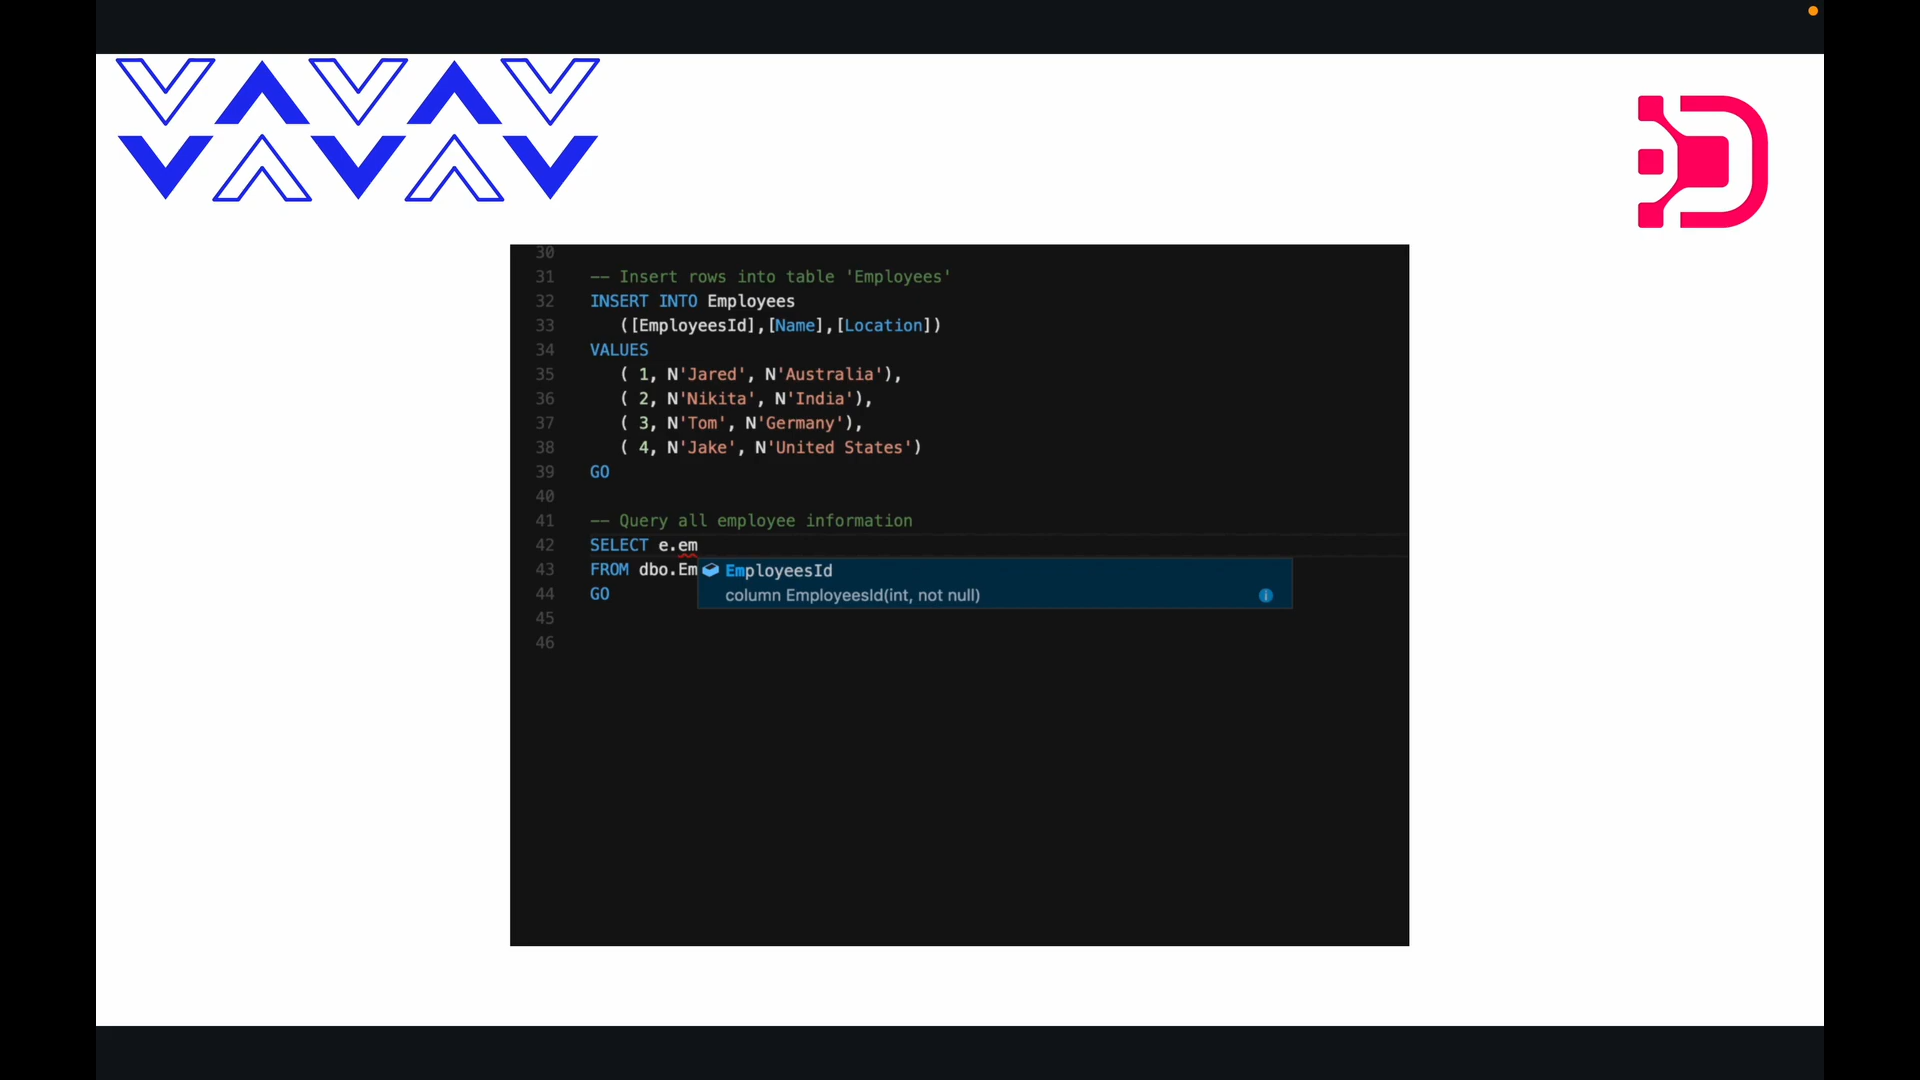 30
31 -- Insert rows into table 'Employees'
32 INSERT INTO Employees
33 ([EmployeesId],[Name],[Location])
34 VALUES
35 ( 1, N'Jared', N'Australia'),
36 ( 2, N'Nikita', N'India'),
37 ( 3, N'Tom', N'Germany'),
38 ( 4, N'Jake', N'United States')
39 GO
40
41 -- Query all employee information
42 SELECT e.em
43 FROM dbo.Em
EmployeesId
column EmployeesId(int, not null)
44 GO
45
46